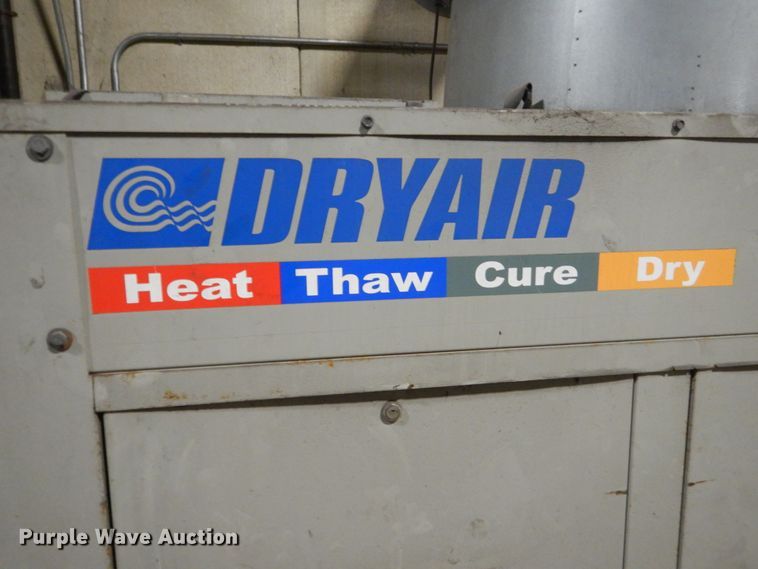 DRYAIR
Heat Thaw Cure Dry
Purple Wave Auction